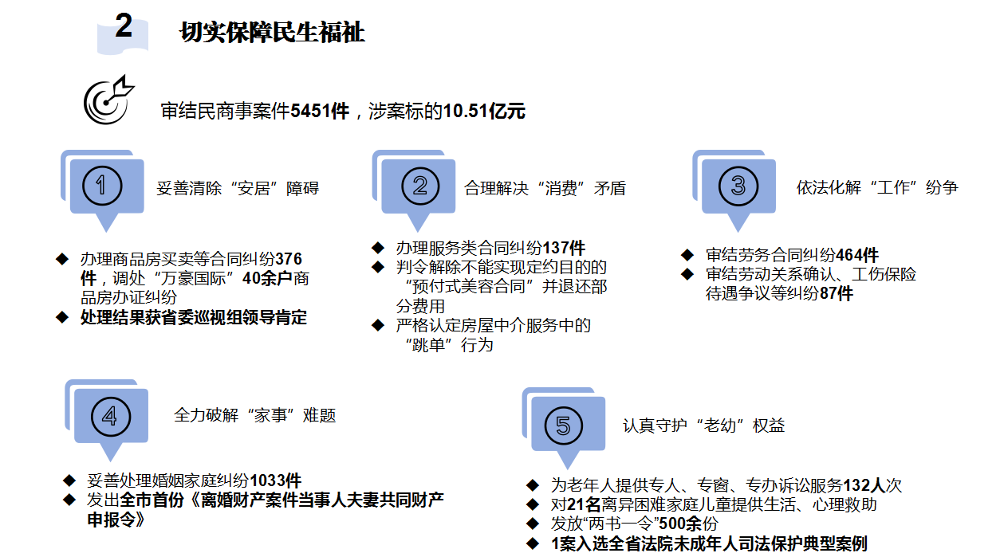 2
切实保障民生福祉
审结民商事案件5451件，涉案标的10.51亿元
1
妥善清除“安居”障碍
办理商品房买卖等合同纠纷376
件，调处“万豪国际”40余户商
品房办证纠纷
处理结果获省委巡视组领导肯定
2
合理解决“消费”矛盾
办理服务类合同纠纷137件
判令解除不能实现定约目的的
“预付式美容合同”并退还部
分费用
严格认定房屋中介服务中的
“跳单”行为
3
依法化解“工作”纷争
审结劳务合同纠纷464件
审结劳动关系确认、工伤保险
待遇争议等纠纷87件
4
全力破解“家事”难题
妥善处理婚姻家庭纠纷1033件
发出全市首份《离婚财产案件当事人夫妻共同财产
申报令》
5
认真守护“老幼”权益
为老年人提供专人、专窗、专办诉讼服务132人次
对21名离异困难家庭儿童提供生活、心理救助
发放“两书一令”500余份
1案入选全省法院未成年人司法保护典型案例